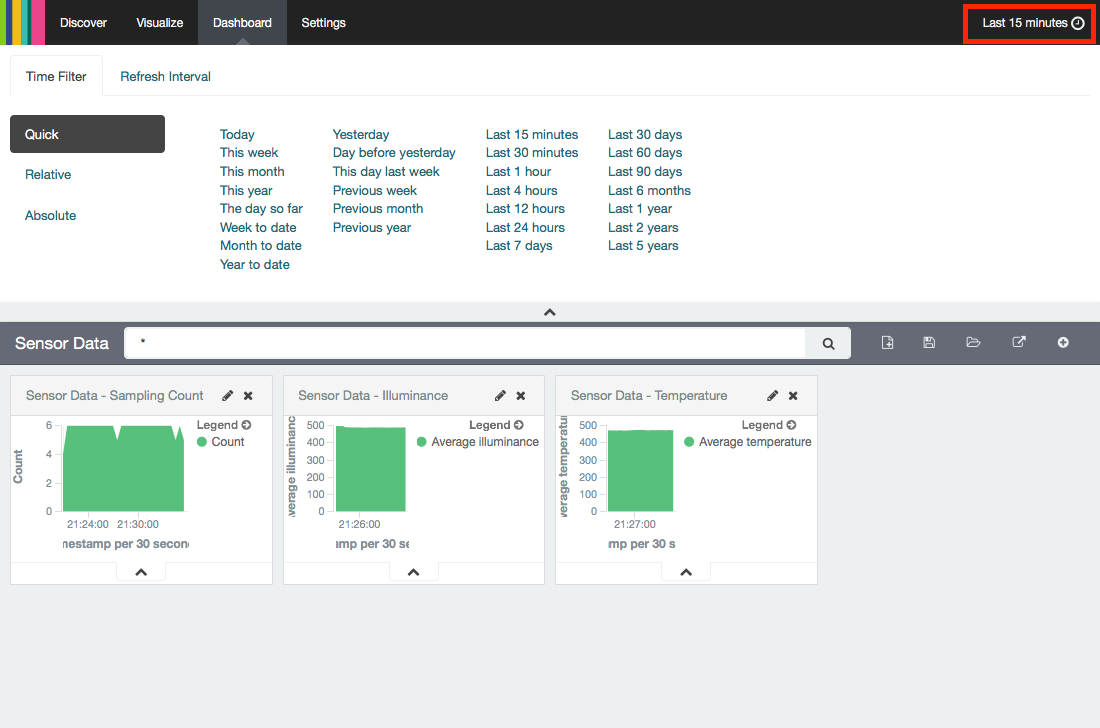 Discover Visualize Dashboard Settings Last 15 minutes
Time Filter Refresh Interval
Quick
Relative
Absolute
Today
This week
This month
This year
The day so far
Week to date
Month to date
Year to date
Yesterday
Day before yesterday
This day last week
Previous week
Previous month
Previous year
Last 15 minutes
Last 30 minutes
Last 1 hour
Last 4 hours
Last 12 hours
Last 24 hours
Last 7 days
Last 30 days
Last 60 days
Last 90 days
Last 6 months
Last 1 year
Last 2 years
Last 5 years
Sensor Data *
Sensor Data - Sampling Count
Legend
Count
Count
6
4
2
0
21:24:00 21:30:00
nestamp per 30 secon
Sensor Data - Illuminance
Legend
Average illuminance
verage illuminanc
500
400
300
200
100
0
21:26:00
amp per 30 se
Sensor Data - Temperature
Legend
Average temperature
verage temperatu
500
400
300
200
100
0
21:27:00
mp per 30 s